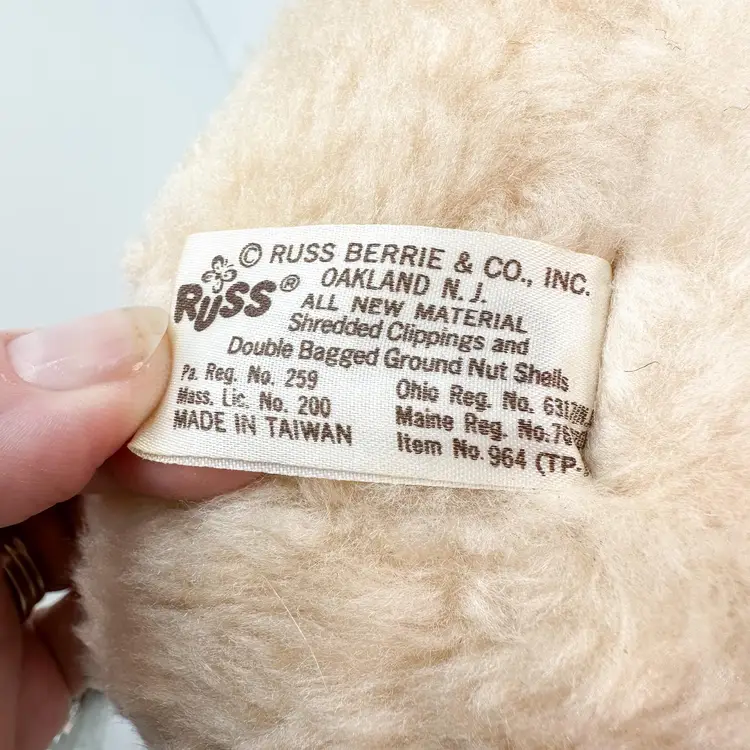 © RUSS BERRIE & CO., INC.
RUSS®
OAKLAND N. J.
ALL NEW MATERIAL
Shredded Clippings and
Double Bagged Ground Nut Shells
Pa. Reg. No. 259
Mass. Lic. No. 200
MADE IN TAIWAN
Ohio Reg. No.
Maine Reg. No.
Item No. 964 (TP-